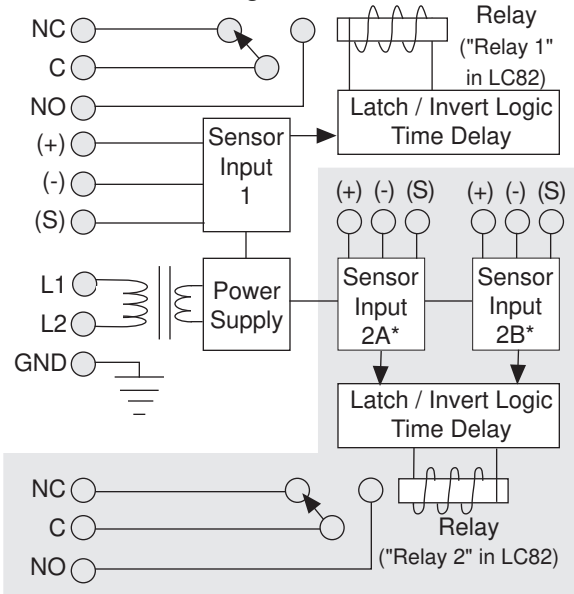 NC
C
NO
(+)
(-)
(S)
Relay
("Relay 1"
in LC82)
Latch / Invert Logic
Time Delay
Sensor
Input
1
(+) (-) (S)
(+) (-) (S)
L1
L2
GND
Power
Supply
Sensor
Input
2A*
Sensor
Input
2B*
Latch / Invert Logic
Time Delay
NC
C
NO
Relay
("Relay 2" in LC82)